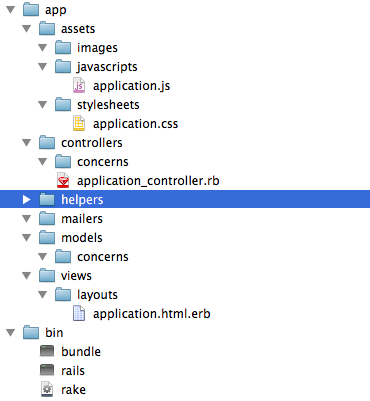 app
assets
images
javascripts
application.js
stylesheets
application.css
controllers
concerns
application_controller.rb
helpers
mailers
models
concerns
views
layouts
application.html.erb
bin
bundle
rails
rake